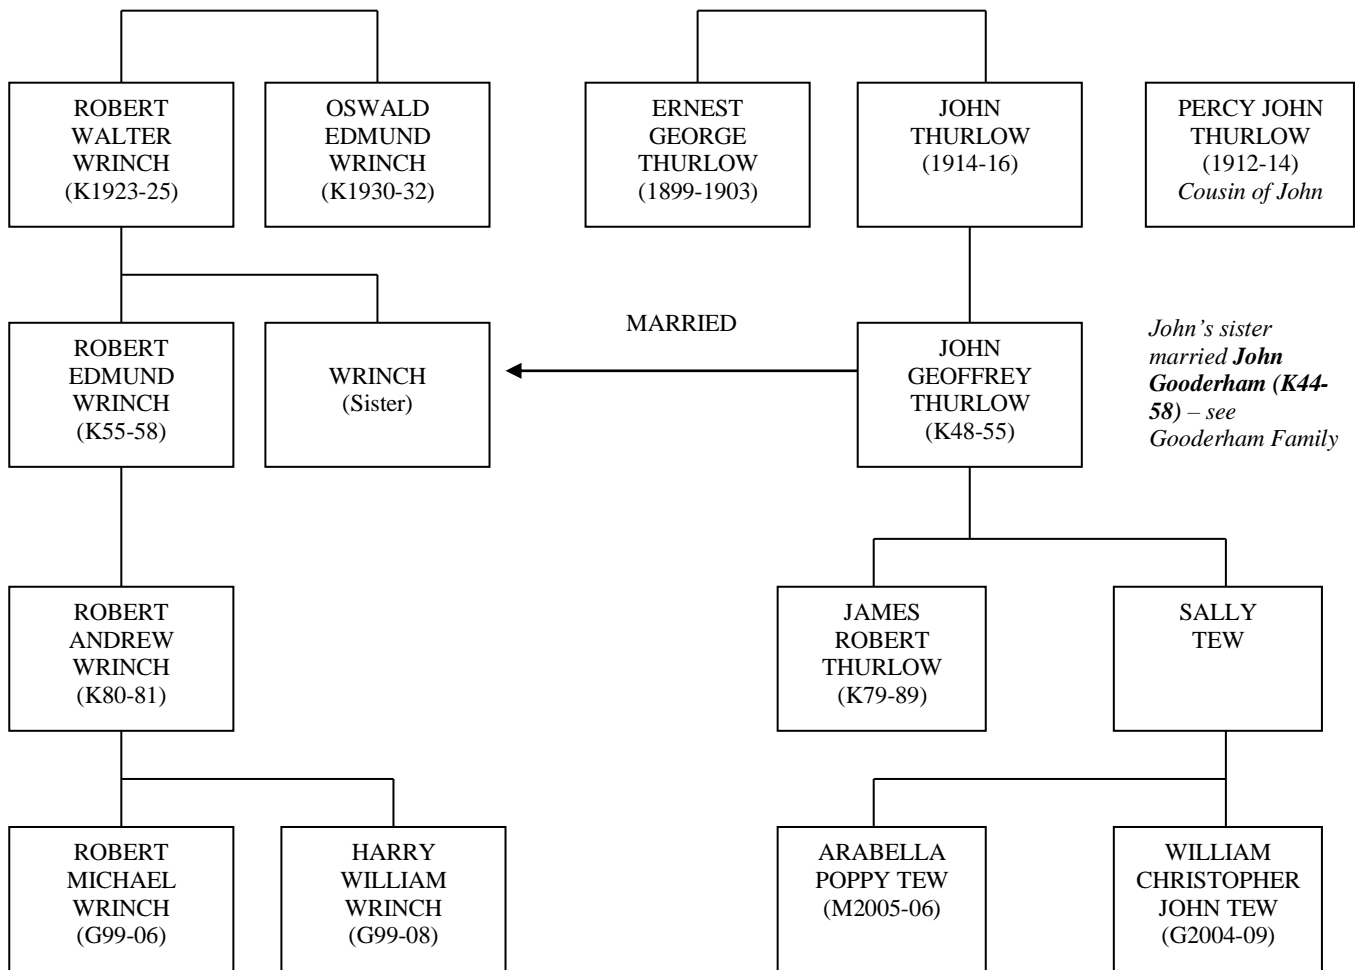 ROBERT
WALTER
WRINCH
(K1923-25)
OSWALD
EDMUND
WRINCH
(K1930-32)
ERNEST
GEORGE
THURLOW
(1899-1903)
JOHN
THURLOW
(1914-16)
PERCY JOHN
THURLOW
(1912-14)
Cousin of John
ROBERT
EDMUND
WRINCH
(K55-58)
WRINCH
(Sister)
MARRIED
JOHN
GEOFFREY
THURLOW
(K48-55)
John’s sister
married John
Gooderham (K44-
58) – see
Gooderham Family
ROBERT
ANDREW
WRINCH
(K80-81)
JAMES
ROBERT
THURLOW
(K79-89)
SALLY
TEW
ROBERT
MICHAEL
WRINCH
(G99-06)
HARRY
WILLIAM
WRINCH
(G99-08)
ARABELLA
POPPY TEW
(M2005-06)
WILLIAM
CHRISTOPHER
JOHN TEW
(G2004-09)